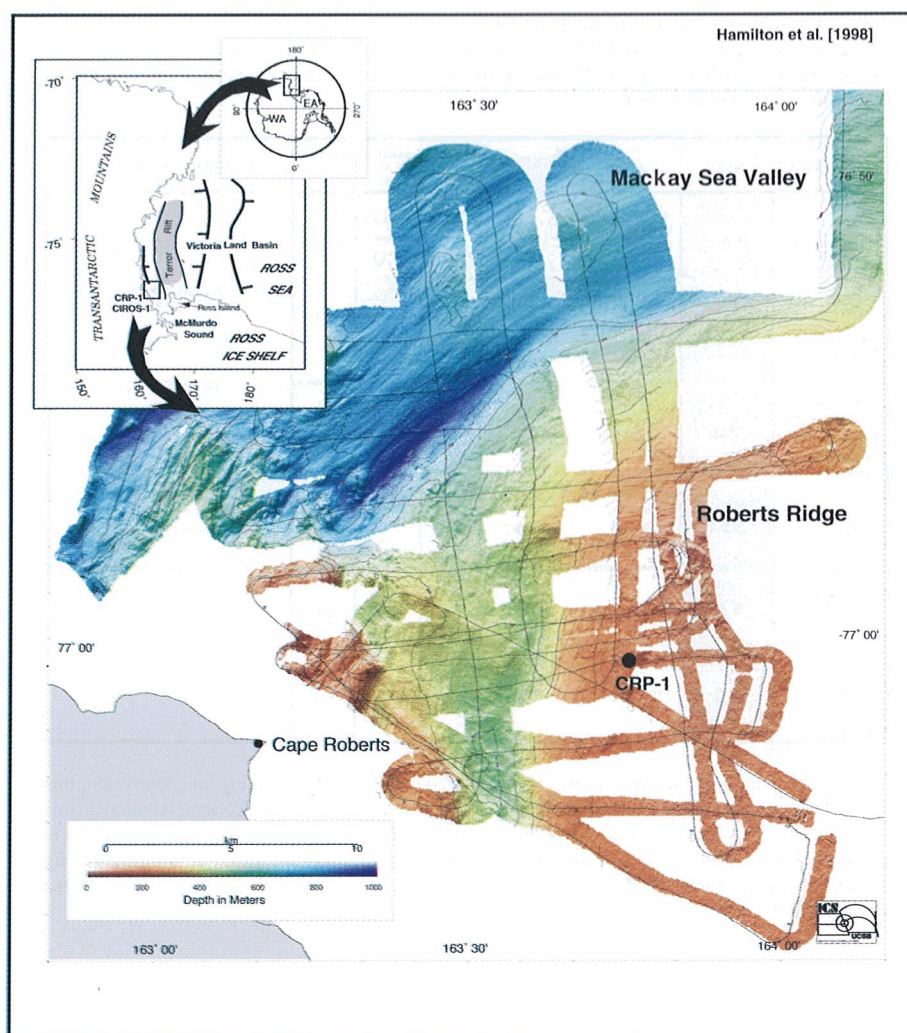 Hamilton et al. [1998]
180°
90°
270°
EA
WA
0°
-70°
-75°
MOUNTAINS
TRANSANTARCTIC
Terror Rift
Victoria Land Basin
ROSS
SEA
CRP-1
CIROS-1
Ross Island
McMurdo
Sound
ROSS
ICE SHELF
150°
160°
170°
180°
163° 30'
164° 00'
Mackay Sea Valley
76° 50'
Roberts Ridge
77° 00'
-77° 00'
CRP-1
Cape Roberts
km
0 5 10
0 200 400 600 800 1000
Depth in Meters
ICS
UCSB
163° 00'
163° 30'
164° 00'